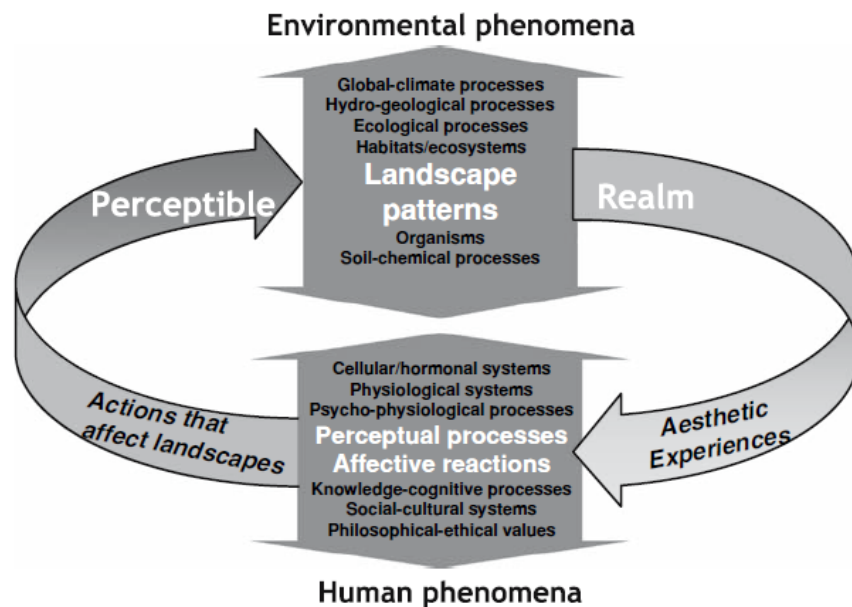 Environmental phenomena
Global-climate processes
Hydro-geological processes
Ecological processes
Habitats/ecosystems
Landscape
patterns
Organisms
Soil-chemical processes
Perceptible
Realm
Cellular/hormonal systems
Physiological systems
Psycho-physiological processes
Perceptual processes
Affective reactions
Knowledge-cognitive processes
Social-cultural systems
Philosophical-ethical values
Actions that
affect landscapes
Aesthetic
Experiences
Human phenomena